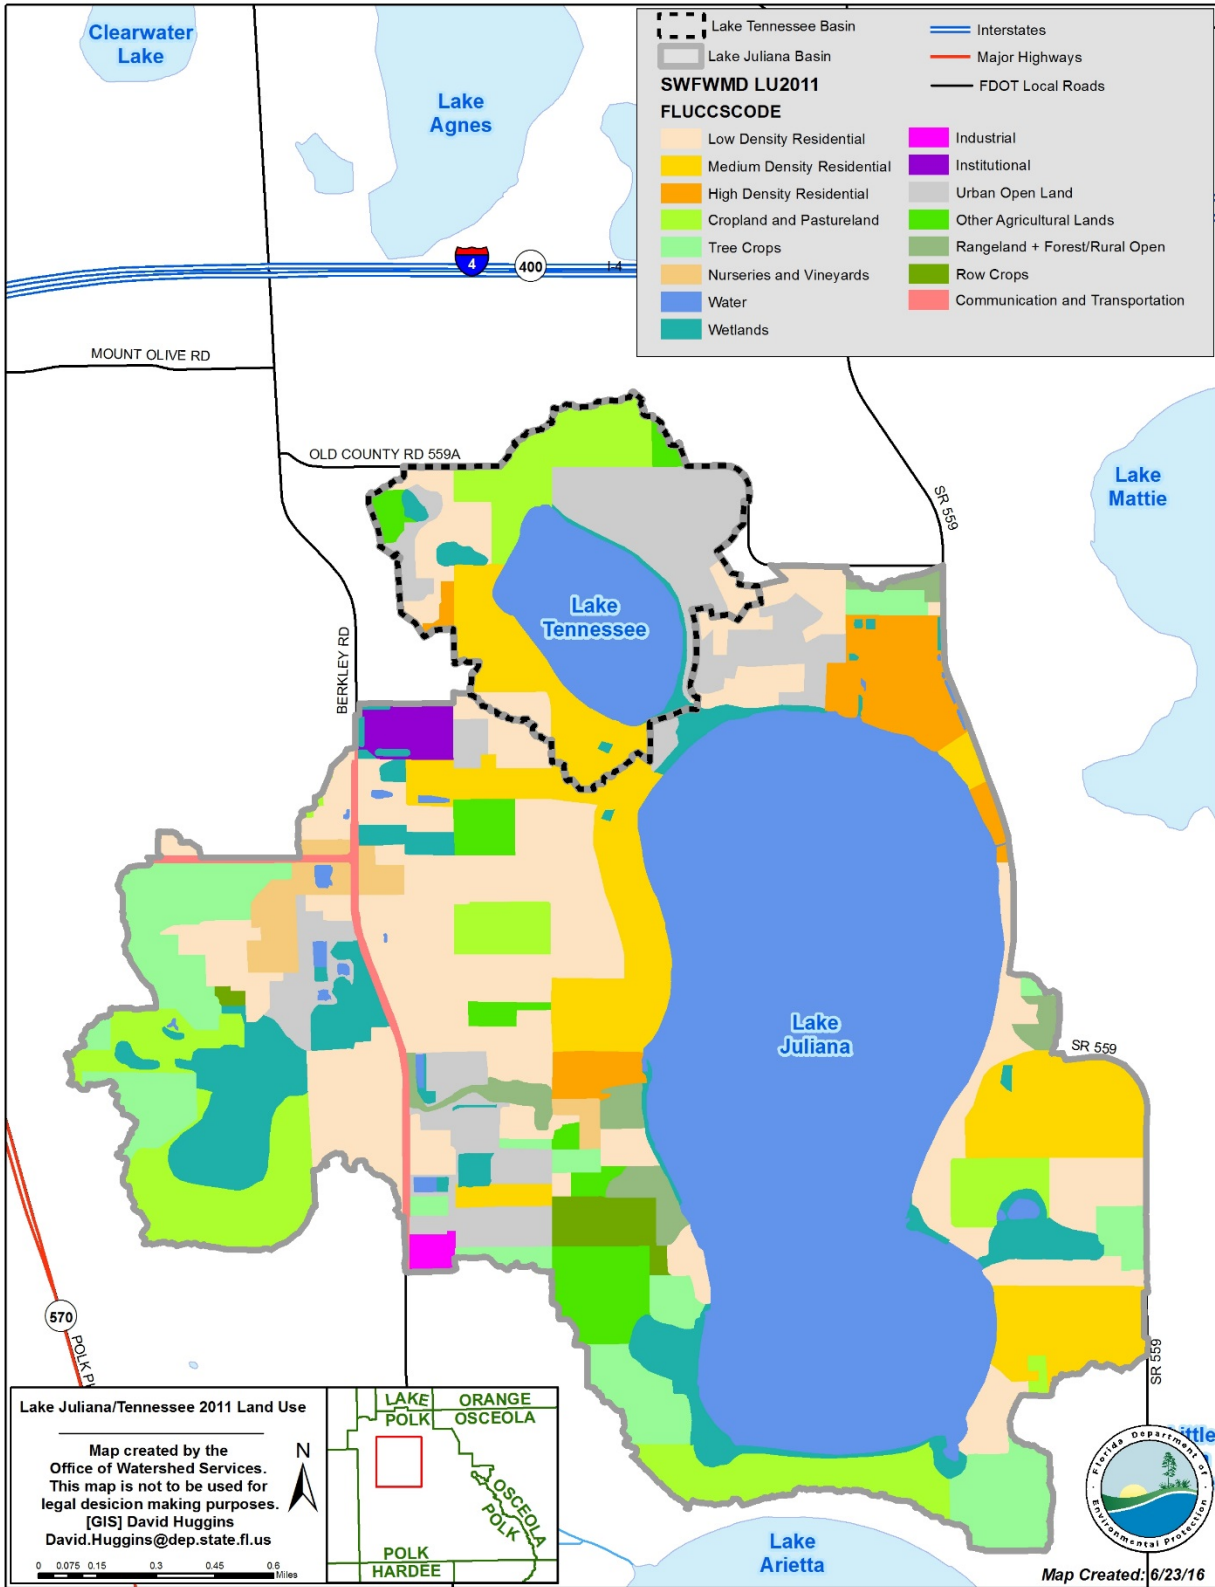 Clearwater
Lake
Lake
Agnes
Lake Tennessee Basin
Lake Juliana Basin
SWFWMD LU2011
FLUCCSCODE
Low Density Residential
Medium Density Residential
High Density Residential
Cropland and Pastureland
Tree Crops
Nurseries and Vineyards
Water
Wetlands
Interstates
Major Highways
FDOT Local Roads
Industrial
Institutional
Urban Open Land
Other Agricultural Lands
Rangeland + Forest/Rural Open
Row Crops
Communication and Transportation
4
400
I-4
MOUNT OLIVE RD
OLD COUNTY RD 559A
SR 559
Lake
Mattie
Lake
Tennessee
BERKLEY RD
Lake
Juliana
SR 559
SR 559
570
POLK
Lake Juliana/Tennessee 2011 Land Use
Map created by the
Office of Watershed Services.
This map is not to be used for
legal desicion making purposes.
[GIS] David Huggins
David.Huggins@dep.state.fl.us
N
0 0.075 0.15 0.3 0.45 0.6
Miles
LAKE ORANGE
POLK OSCEOLA
OSCEOLA
POLK
POLK
HARDEE
Lake
Arietta
Florida Department of
Environmental Protection
Map Created: 6/23/16